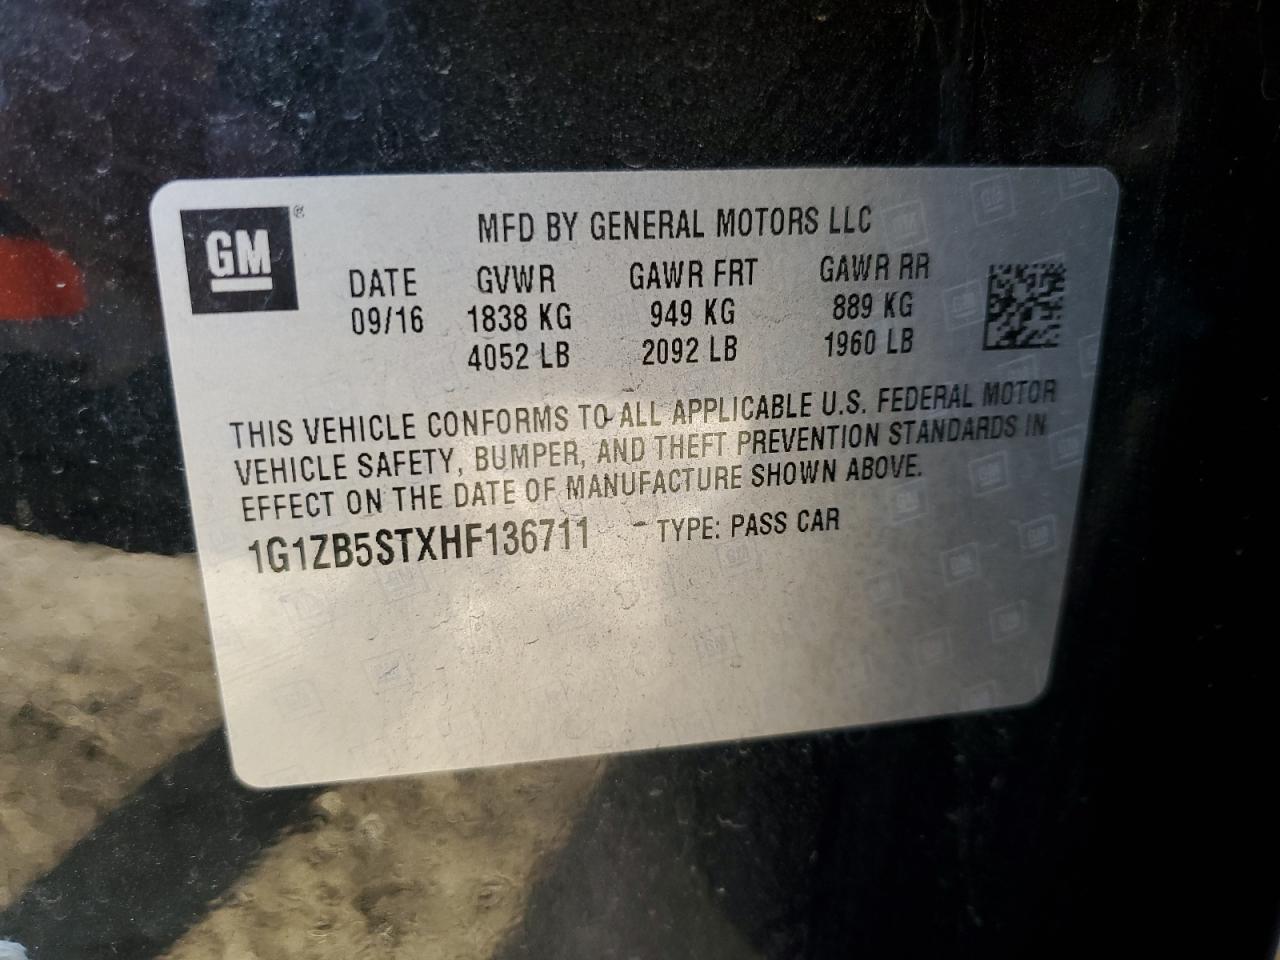 GM®
MFD BY GENERAL MOTORS LLC
DATE GVWR GAWR FRT GAWR RR
09/16 1838 KG 949 KG 889 KG
4052 LB 2092 LB 1960 LB
THIS VEHICLE CONFORMS TO ALL APPLICABLE U.S. FEDERAL MOTOR
VEHICLE SAFETY, BUMPER, AND THEFT PREVENTION STANDARDS IN
EFFECT ON THE DATE OF MANUFACTURE SHOWN ABOVE.
1G1ZB5STXHF136711 TYPE: PASS CAR